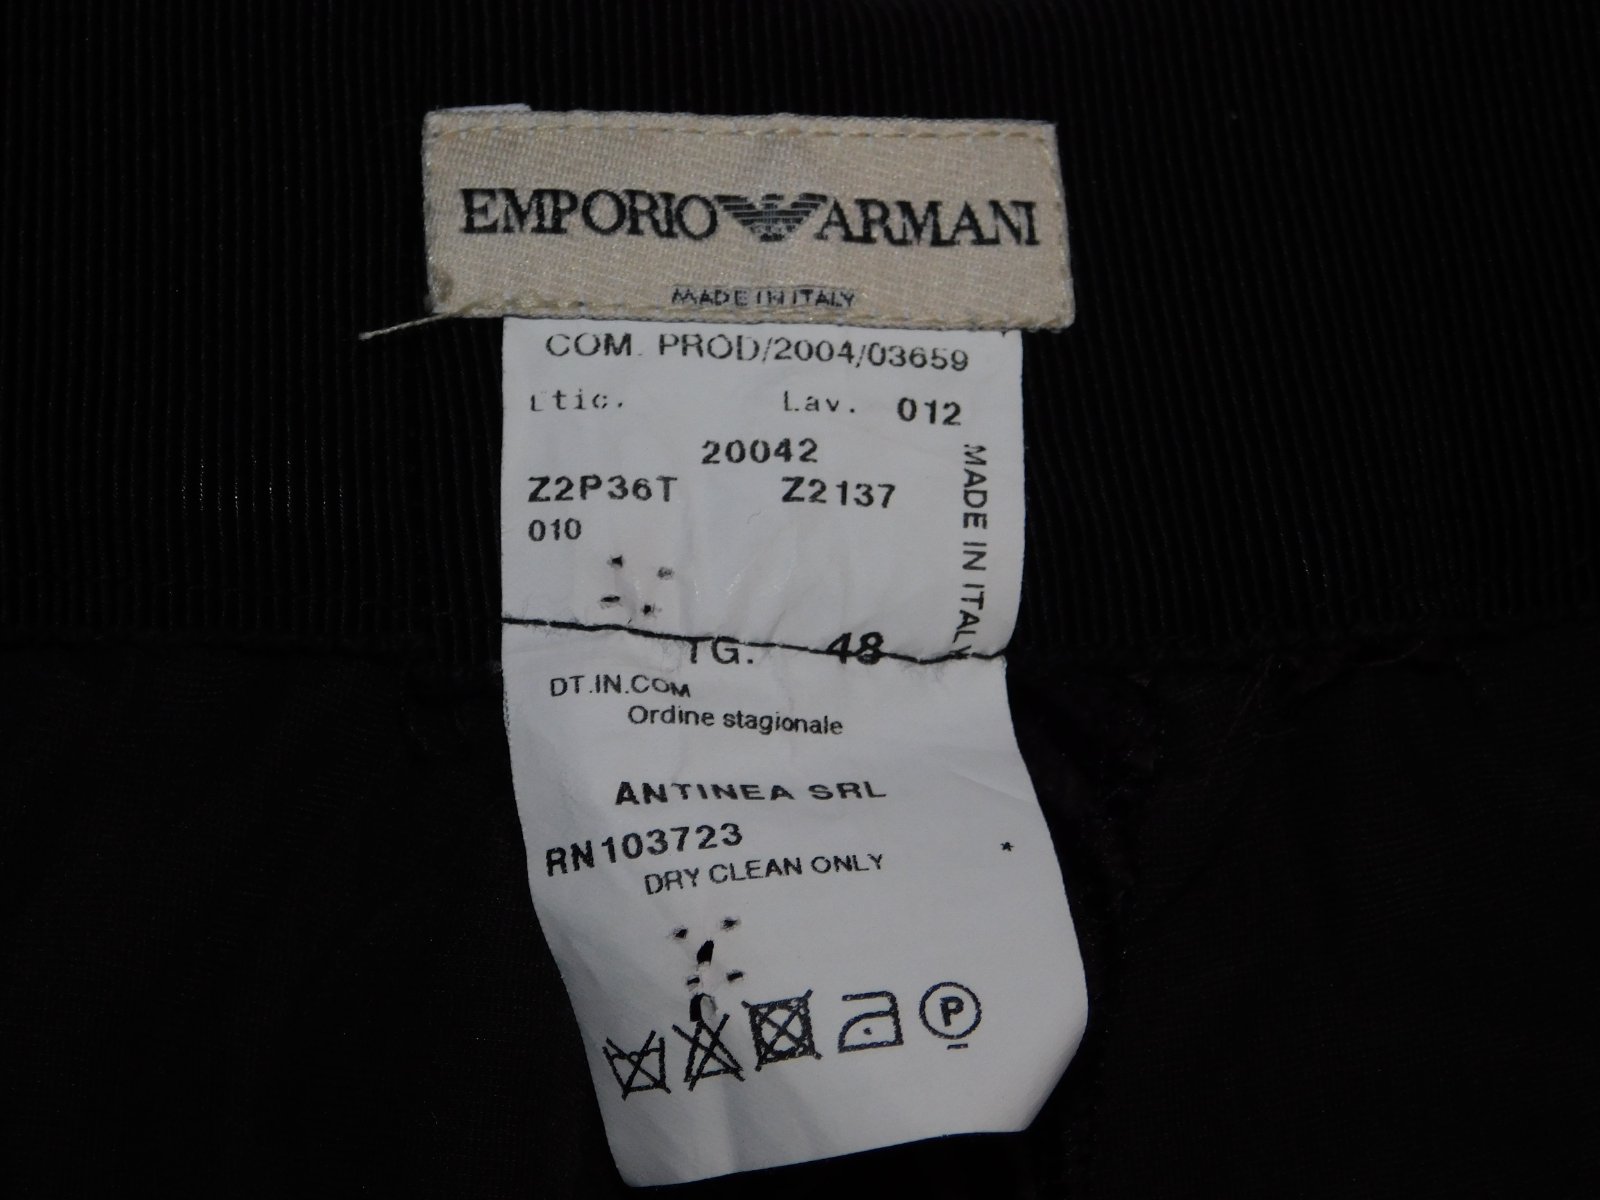 EMPORIO ARMANI
MADE IN ITALY
COM. PROD/2004/03659
Etic. Lav. 012
20042
Z2P36T Z2137
010
MADE IN ITALY
TG. 48
DT.IN.COM
Ordine stagionale
ANTINEA SRL
RN103723
*
DRY CLEAN ONLY
P